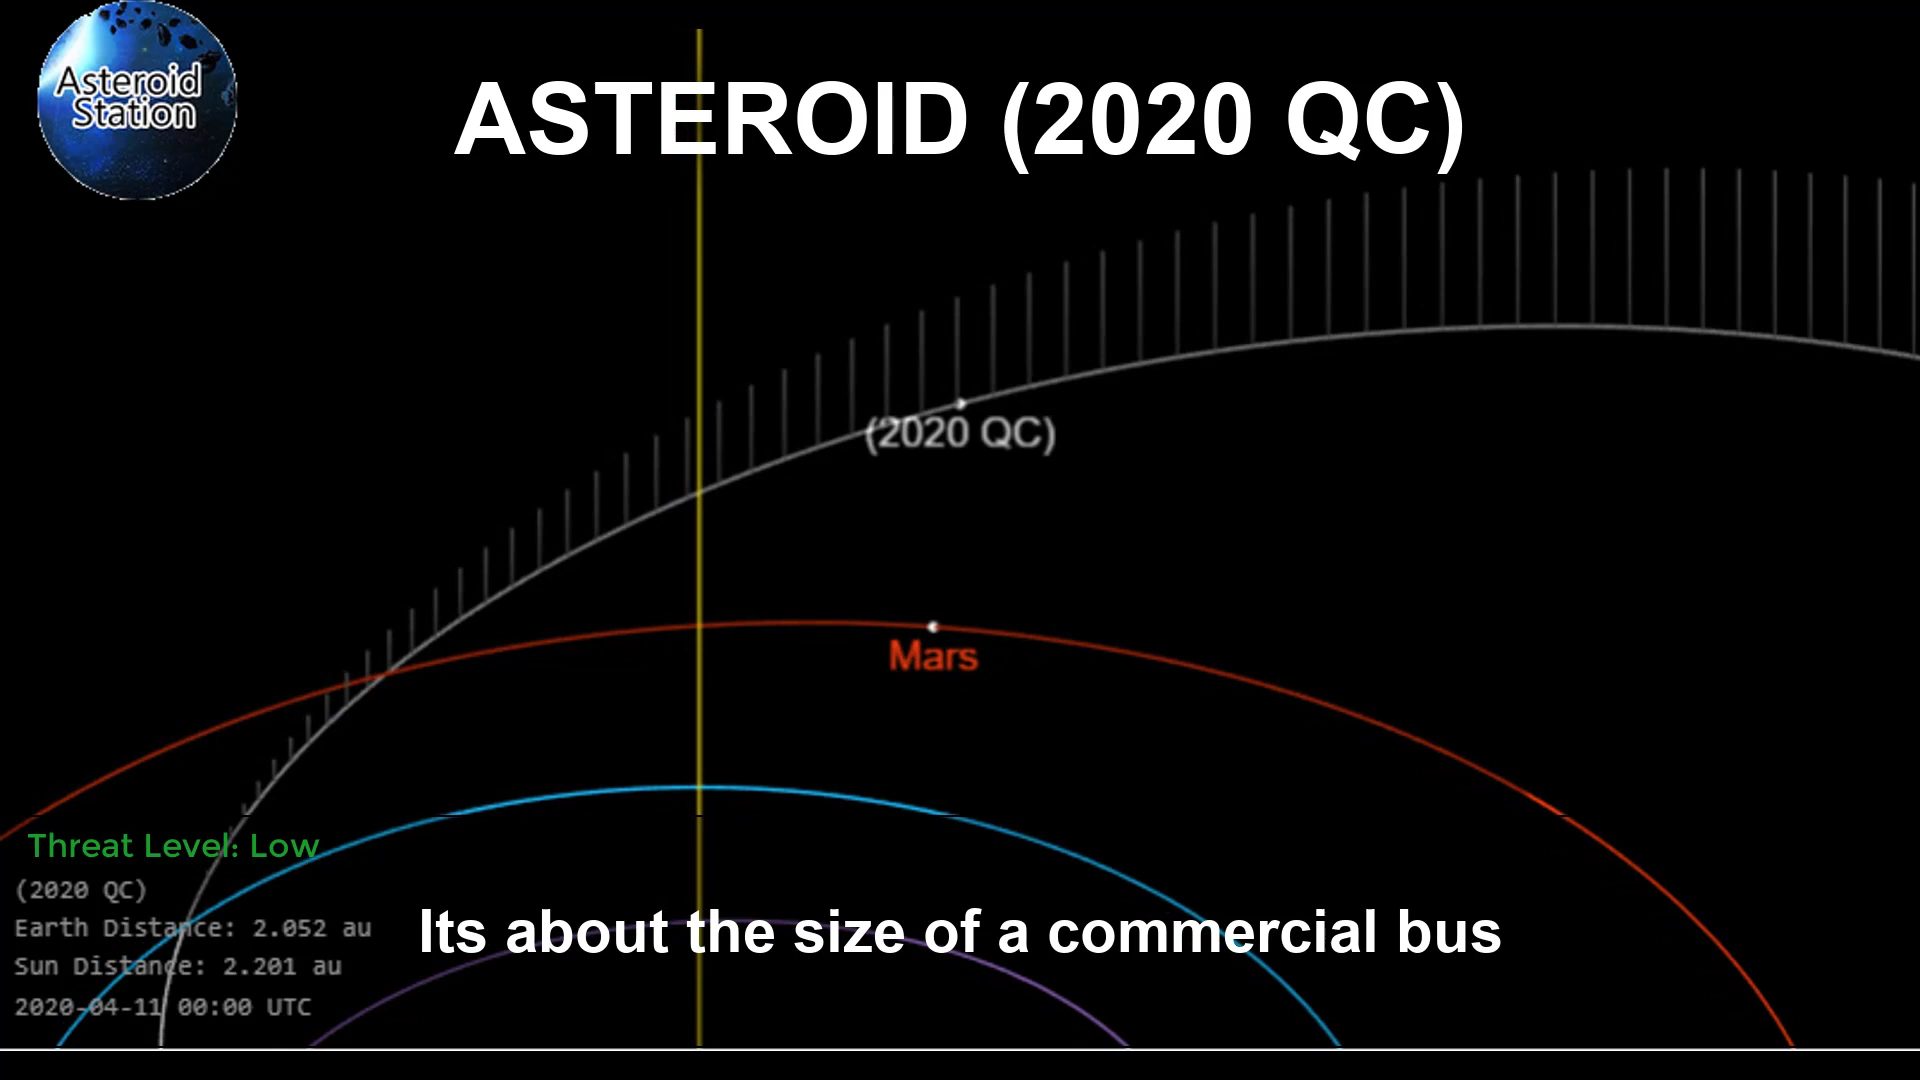 Asteroid
Station
ASTEROID (2020 QC)
(2020 QC)
Mars
Threat Level: Low
(2020 QC)
Earth Distance: 2.052 au
Sun Distance: 2.201 au
2020-04-11 00:00 UTC
Its about the size of a commercial bus